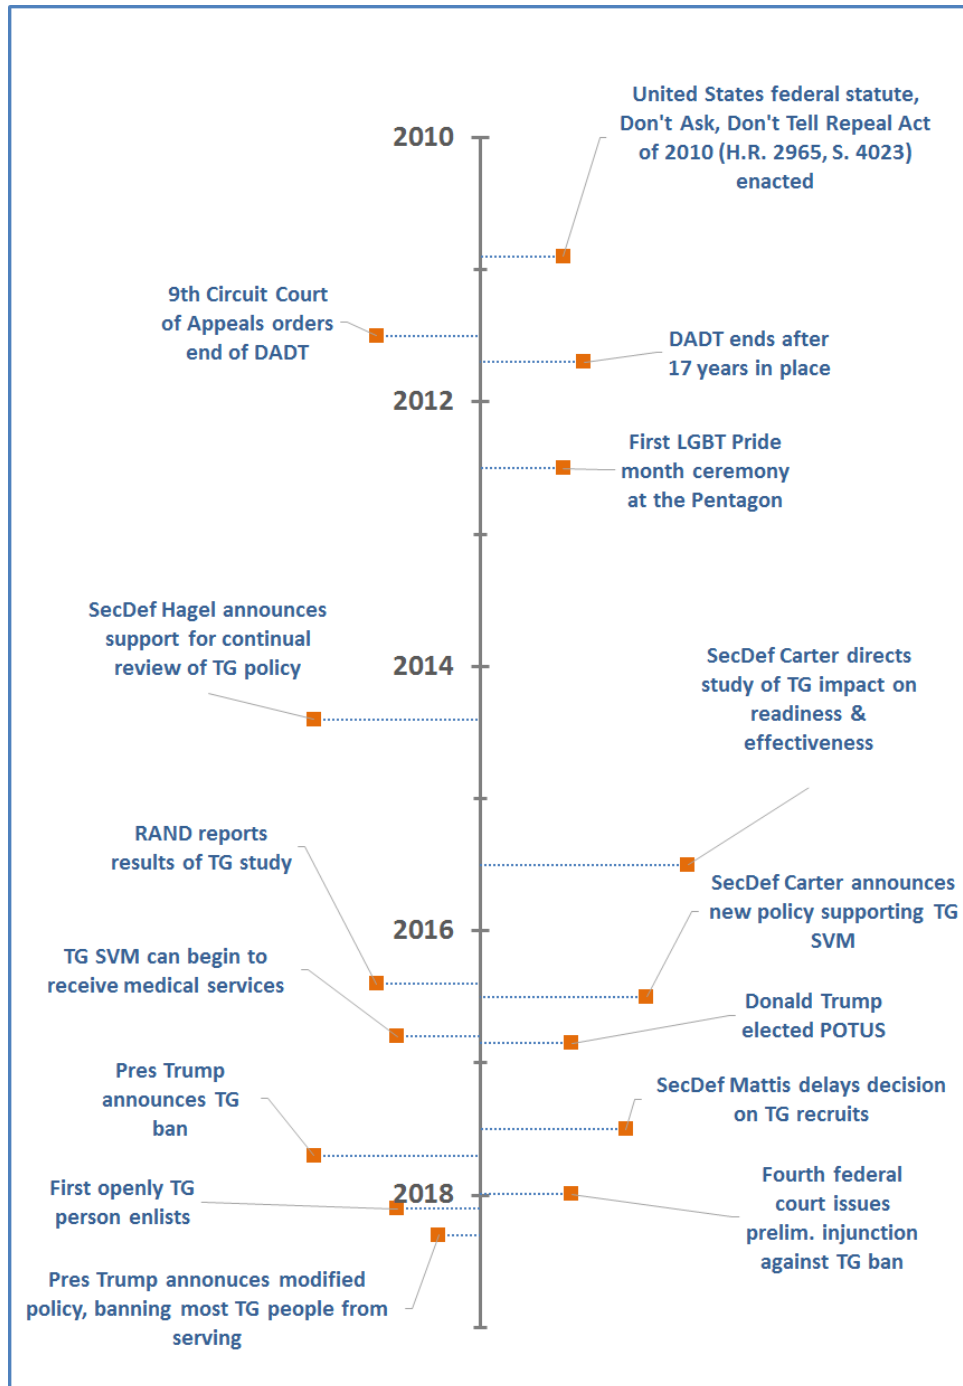 United States federal statute,
Don't Ask, Don't Tell Repeal Act
of 2010 (H.R. 2965, S. 4023)
enacted
2010
9th Circuit Court
of Appeals orders
end of DADT
DADT ends after
17 years in place
2012
First LGBT Pride
month ceremony
at the Pentagon
SecDef Hagel announces
support for continual
review of TG policy
2014
SecDef Carter directs
study of TG impact on
readiness &
effectiveness
RAND reports
results of TG study
SecDef Carter announces
new policy supporting TG
SVM
2016
TG SVM can begin to
receive medical services
Donald Trump
elected POTUS
Pres Trump
announces TG
ban
SecDef Mattis delays decision
on TG recruits
First openly TG
person enlists
2018
Fourth federal
court issues
prelim. injunction
against TG ban
Pres Trump annonuces modified
policy, banning most TG people from
serving